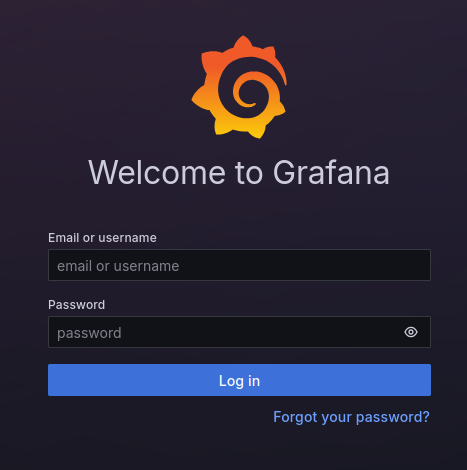 Welcome to Grafana
Email or username
email or username
Password
password
Log in
Forgot your password?